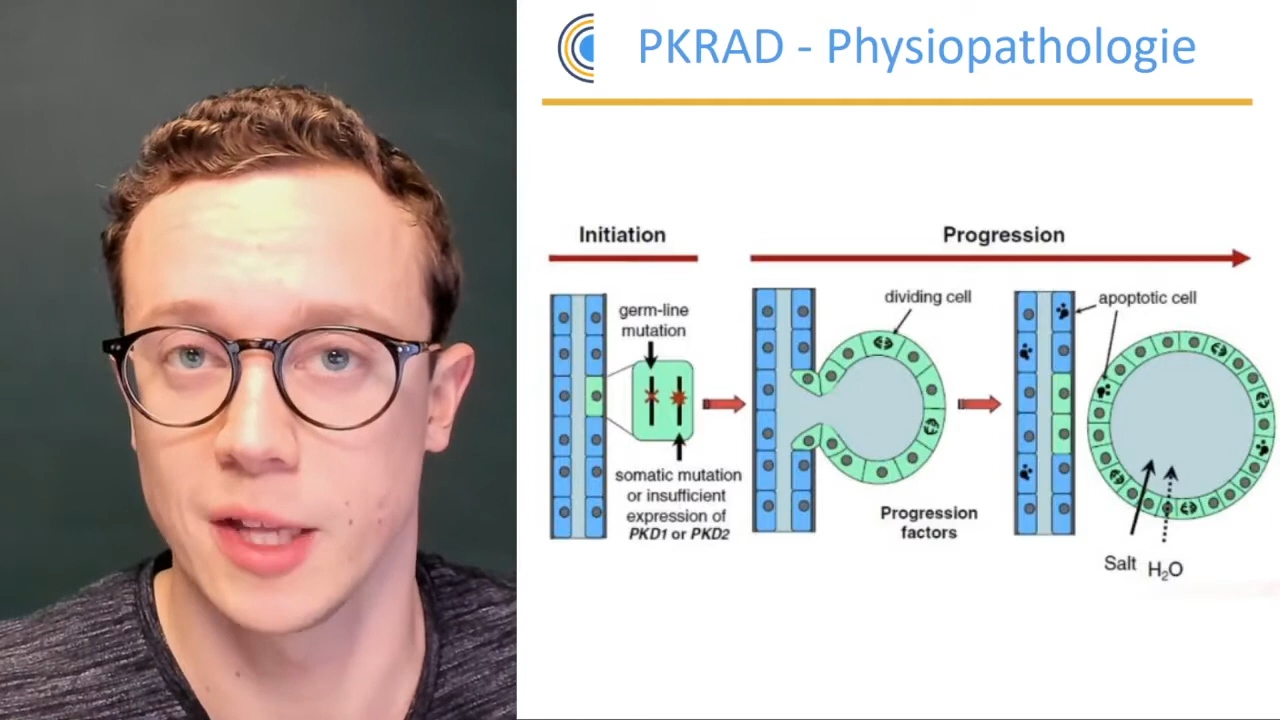 PKRAD - Physiopathologie
Initiation
Progression
germ-line
mutation
somatic mutation
or insufficient
expression of
PKD1 or PKD2
dividing cell
Progression
factors
apoptotic cell
Salt
H₂O